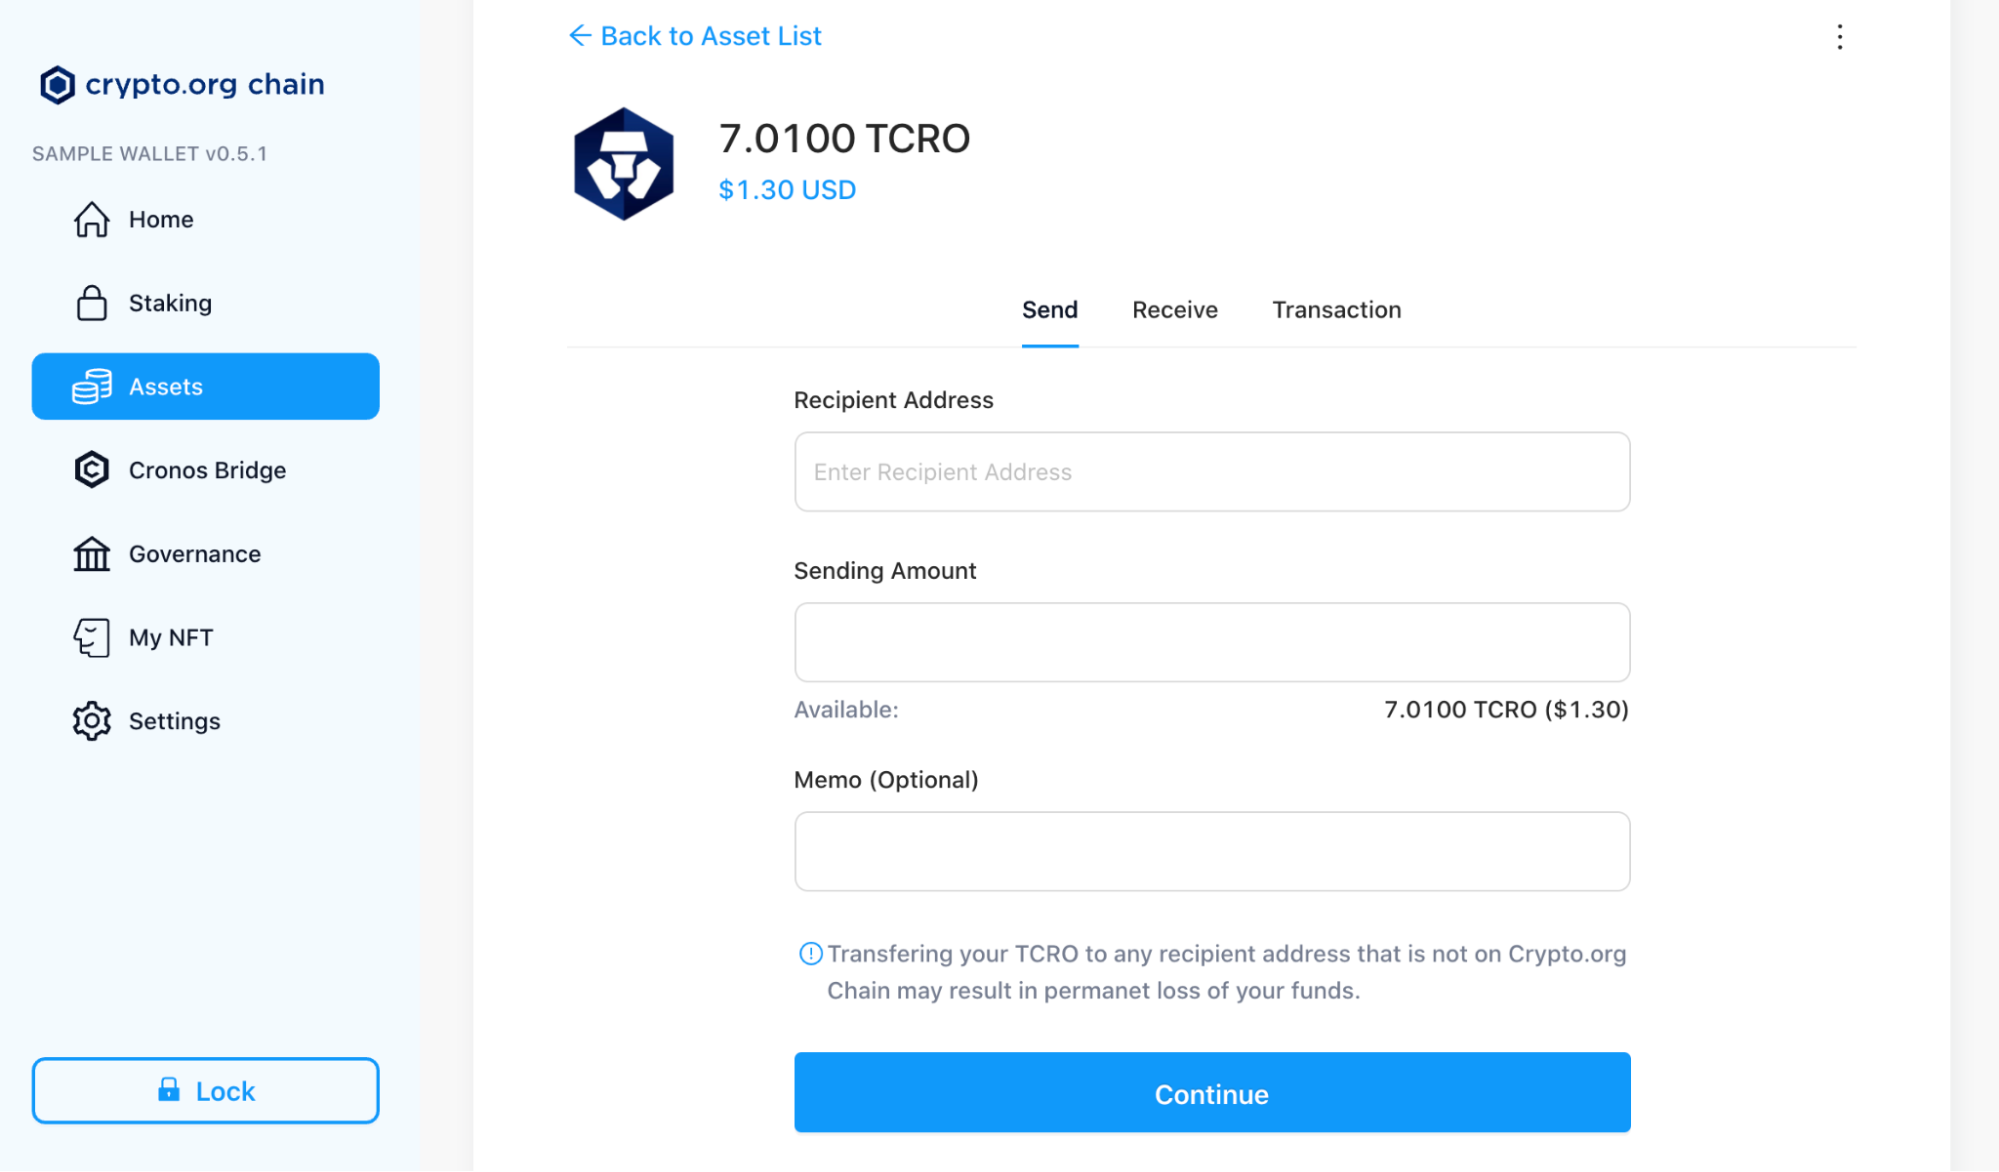 crypto.org chain
SAMPLE WALLET v0.5.1
Home
Staking
Assets
Cronos Bridge
Governance
My NFT
Settings
Lock
← Back to Asset List
7.0100 TCRO
$1.30 USD
Send Receive Transaction
Recipient Address
Enter Recipient Address
Sending Amount
Available: 7.0100 TCRO ($1.30)
Memo (Optional)
Transfering your TCRO to any recipient address that is not on Crypto.org
Chain may result in permanet loss of your funds.
Continue